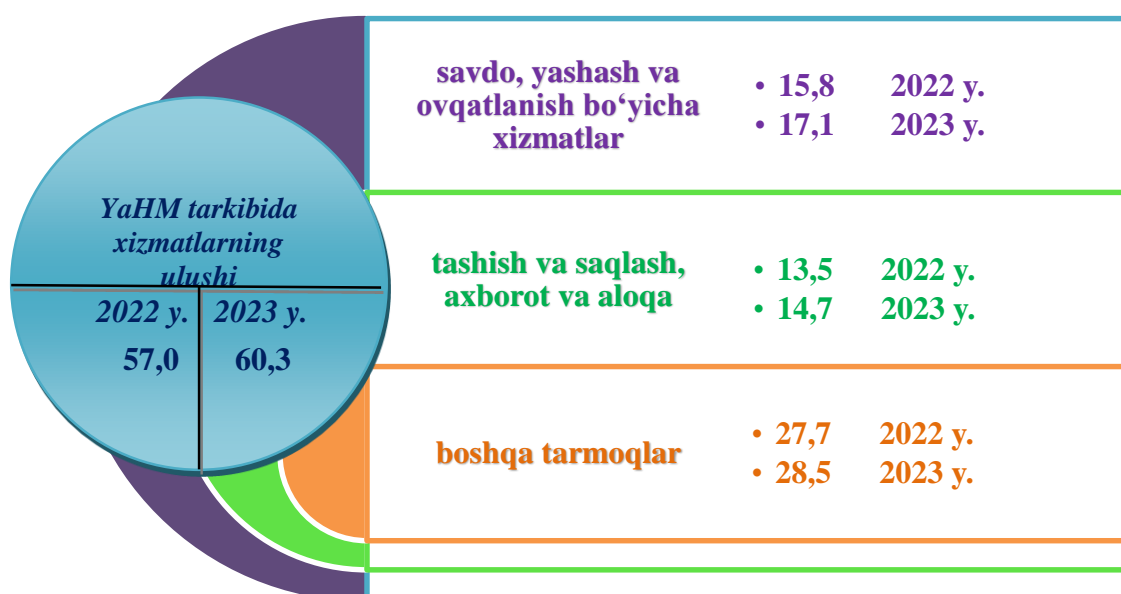 YaHM tarkibida
xizmatlarning
ulushi
2022 y. 2023 y.
57,0 60,3
savdo, yashash va
ovqatlanish bo‘yicha
xizmatlar
• 15,8 2022 y.
• 17,1 2023 y.
tashish va saqlash,
axborot va aloqa
• 13,5 2022 y.
• 14,7 2023 y.
boshqa tarmoqlar
• 27,7 2022 y.
• 28,5 2023 y.